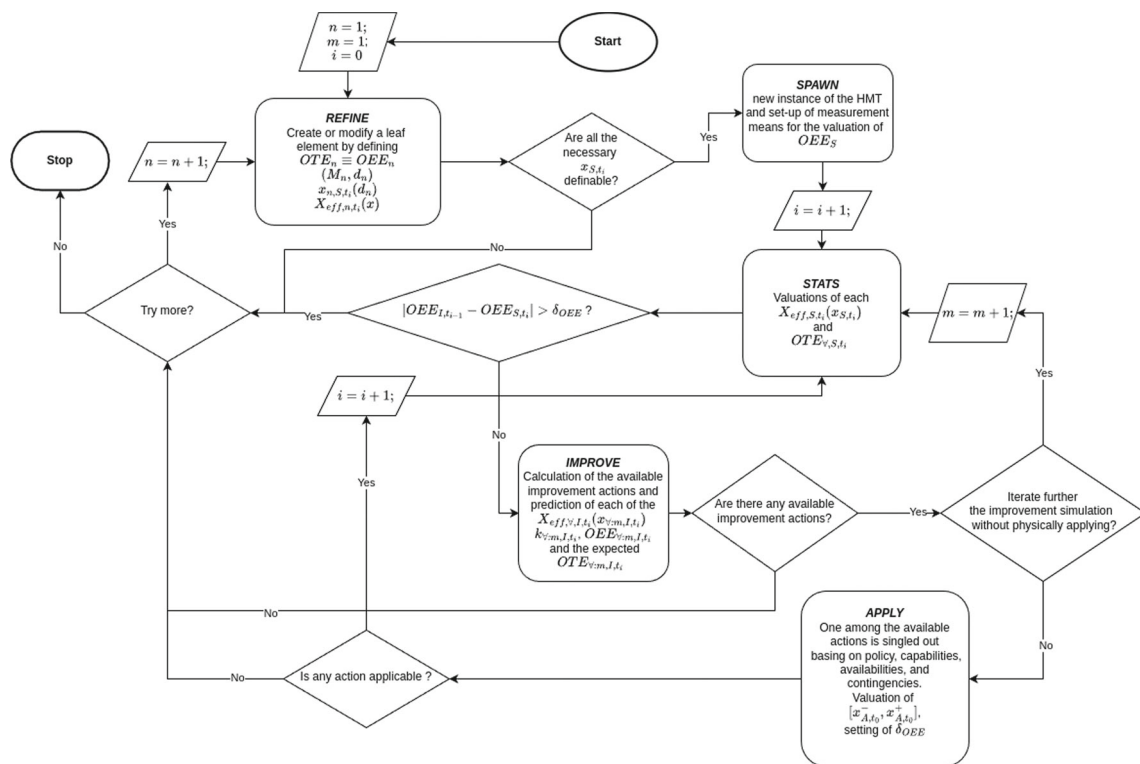 n = 1;
m = 1;
i = 0
Start
REFINE
Create or modify a leaf
element by defining
OTE_n ≡ OEE_n
(M_n, d_n)
x_{n,S,t_i}(d_n)
X_{eff,n,t_i}(x)
Are all the
necessary
x_{S,t_i}
definable?
Yes
SPAWN
new instance of the HMT
and set-up of measurement
means for the valuation of
OEE_S
Stop
n = n + 1;
i = i + 1;
No
Yes
No
Try more?
Yes
|OEE_{I,t_{i-1}} − OEE_{S,t_i}| > δ_{OEE} ?
STATS
Valuations of each
X_{eff,S,t_i}(x_{S,t_i})
and
OTE_{∀,S,t_i}
m = m + 1;
i = i + 1;
Yes
No
IMPROVE
Calculation of the available
improvement actions and
prediction of each of the
X_{eff,∀,I,t_i}(x_{∀:m,I,t_i})
k_{∀:m,I,t_i}, OEE_{∀:m,I,t_i}
and the expected
OTE_{∀:m,I,t_i}
Are there any available
improvement actions?
Yes
Iterate further
the improvement simulation
without physically applying?
Yes
No
No
APPLY
One among the available
actions is singled out
basing on policy, capabilities,
availabilities, and
contingencies.
Valuation of
[x^-_{A,t_0}, x^+_{A,t_0}],
setting of δ_{OEE}
Is any action applicable ?
No